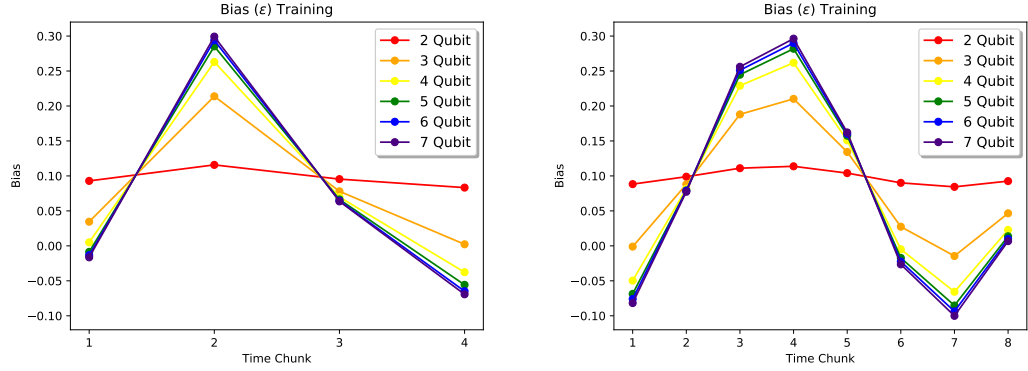 Bias (ε) Training
0.30
0.25
0.20
0.15
0.10
0.05
0.00
−0.05
−0.10
Bias
1 2 3 4
Time Chunk
2 Qubit
3 Qubit
4 Qubit
5 Qubit
6 Qubit
7 Qubit
Bias (ε) Training
0.30
0.25
0.20
0.15
0.10
0.05
0.00
−0.05
−0.10
Bias
1 2 3 4 5 6 7 8
Time Chunk
2 Qubit
3 Qubit
4 Qubit
5 Qubit
6 Qubit
7 Qubit